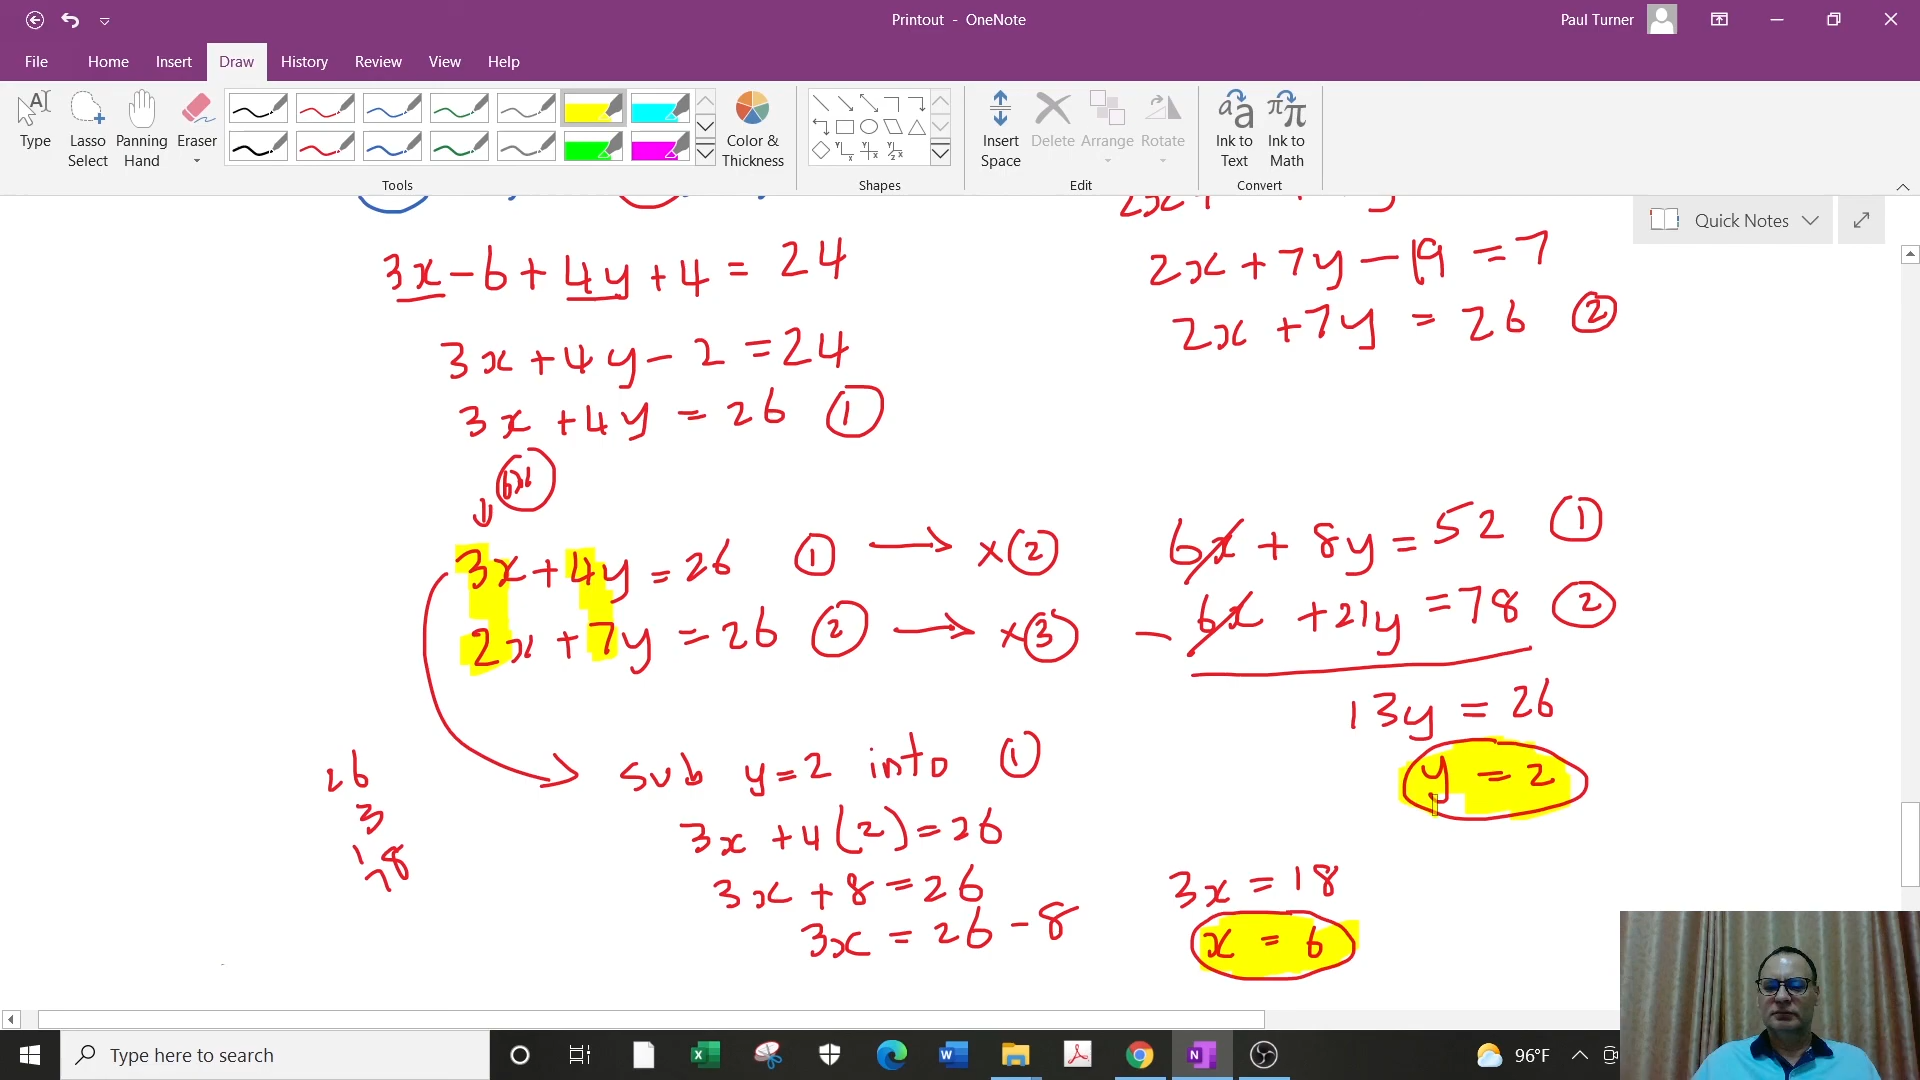 Printout - OneNote
Paul Turner
File Home Insert Draw History Review View Help
Type
Lasso Select
Panning Hand
Eraser
Color & Thickness
Insert Space
Delete
Arrange
Rotate
Ink to Text
Ink to Math
Tools
Shapes
Edit
Convert
Quick Notes
3x - 6 + 4y + 4 = 24
3x + 4y - 2 = 24
3x + 4y = 26 ①
2x + 7y - 19 = 7
2x + 7y = 26 ②
3x + 4y = 26 ① → x②
2x + 7y = 26 ② → x③
6x + 8y = 52 ①
- 6x + 21y = 78 ②
13y = 26
y = 2
26
3
1
78
sub y = 2 into ①
3x + 4(2) = 26
3x + 8 = 26
3x = 26 - 8
3x = 18
x = 6
Type here to search
96°F